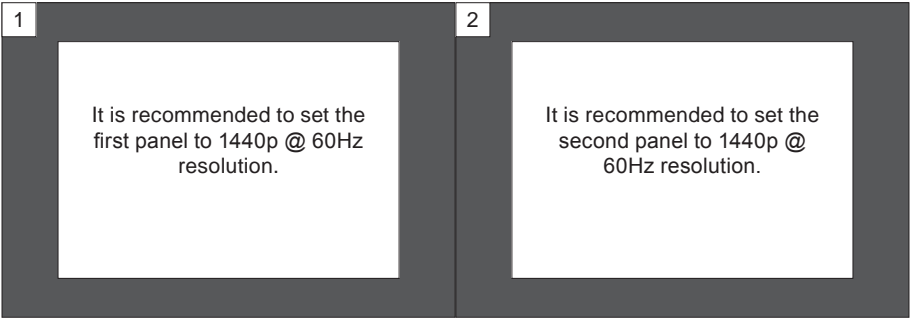 1
It is recommended to set the
first panel to 1440p @ 60Hz
resolution.
2
It is recommended to set the
second panel to 1440p @
60Hz resolution.